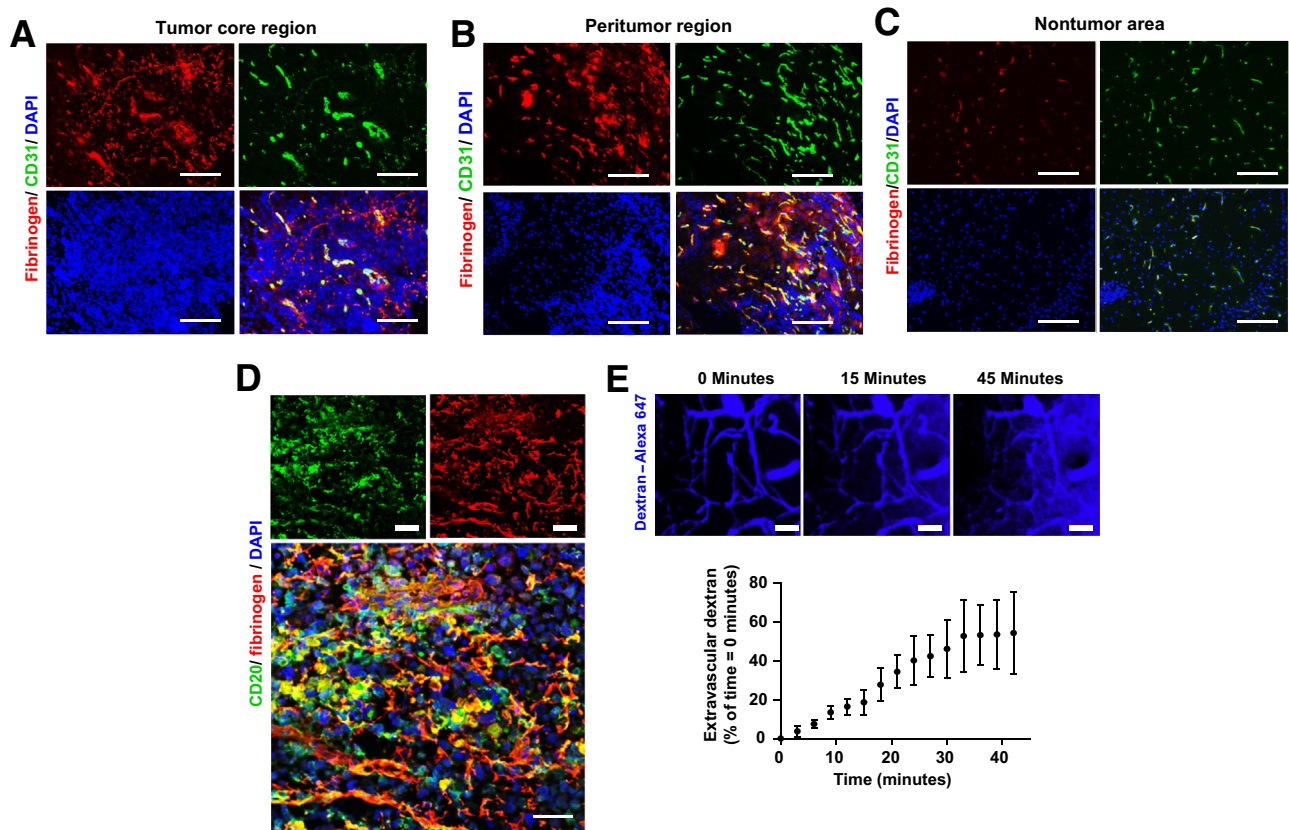 A
Tumor core region
Fibrinogen/ CD31/ DAPI
B
Peritumor region
Fibrinogen/ CD31/ DAPI
C
Nontumor area
Fibrinogen/CD31/DAPI
D
CD20/ fibrinogen / DAPI
E
0 Minutes
15 Minutes
45 Minutes
Dextran–Alexa 647
Extravascular dextran
(% of time = 0 minutes)
80
60
40
20
0
0
10
20
30
40
Time (minutes)